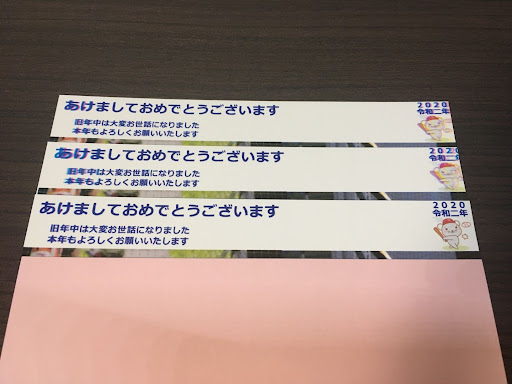 あけましておめでとうございます
旧年中は大変お世話になりました
本年もよろしくお願いいたします
2020
令和二年
あけましておめでとうございます
旧年中は大変お世話になりました
本年もよろしくお願いいたします
2020
令和二年
あけましておめでとうございます
旧年中は大変お世話になりました
本年もよろしくお願いいたします
2020
令和二年